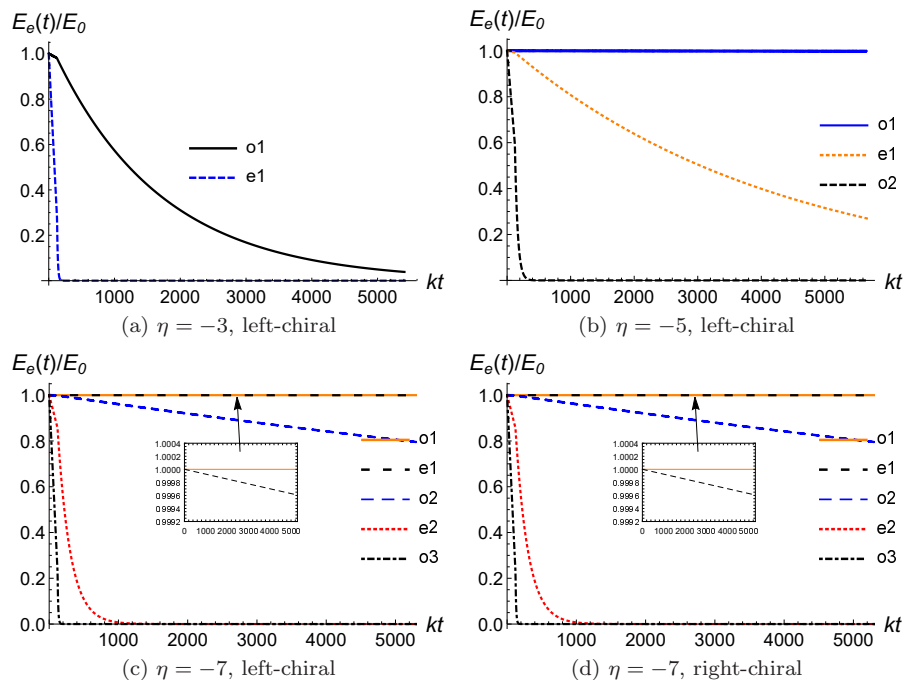 E_e(t)/E_0
1.0
0.8
0.6
0.4
0.2
1000 2000 3000 4000 5000 kt
o1
e1
(a) η = −3, left-chiral
E_e(t)/E_0
1.0
0.8
0.6
0.4
0.2
1000 2000 3000 4000 5000 kt
o1
e1
o2
(b) η = −5, left-chiral
E_e(t)/E_0
1.0
0.8
0.6
0.4
0.2
0.0
1000 2000 3000 4000 5000 kt
1.0004
1.0002
1.0000
0.9998
0.9996
0.9994
0.9992
0 1000 2000 3000 4000 5000
o1
e1
o2
e2
o3
(c) η = −7, left-chiral
E_e(t)/E_0
1.0
0.8
0.6
0.4
0.2
0.0
1000 2000 3000 4000 5000 kt
1.0004
1.0002
1.0000
0.9998
0.9996
0.9994
0.9992
0 1000 2000 3000 4000 5000
o1
e1
o2
e2
o3
(d) η = −7, right-chiral